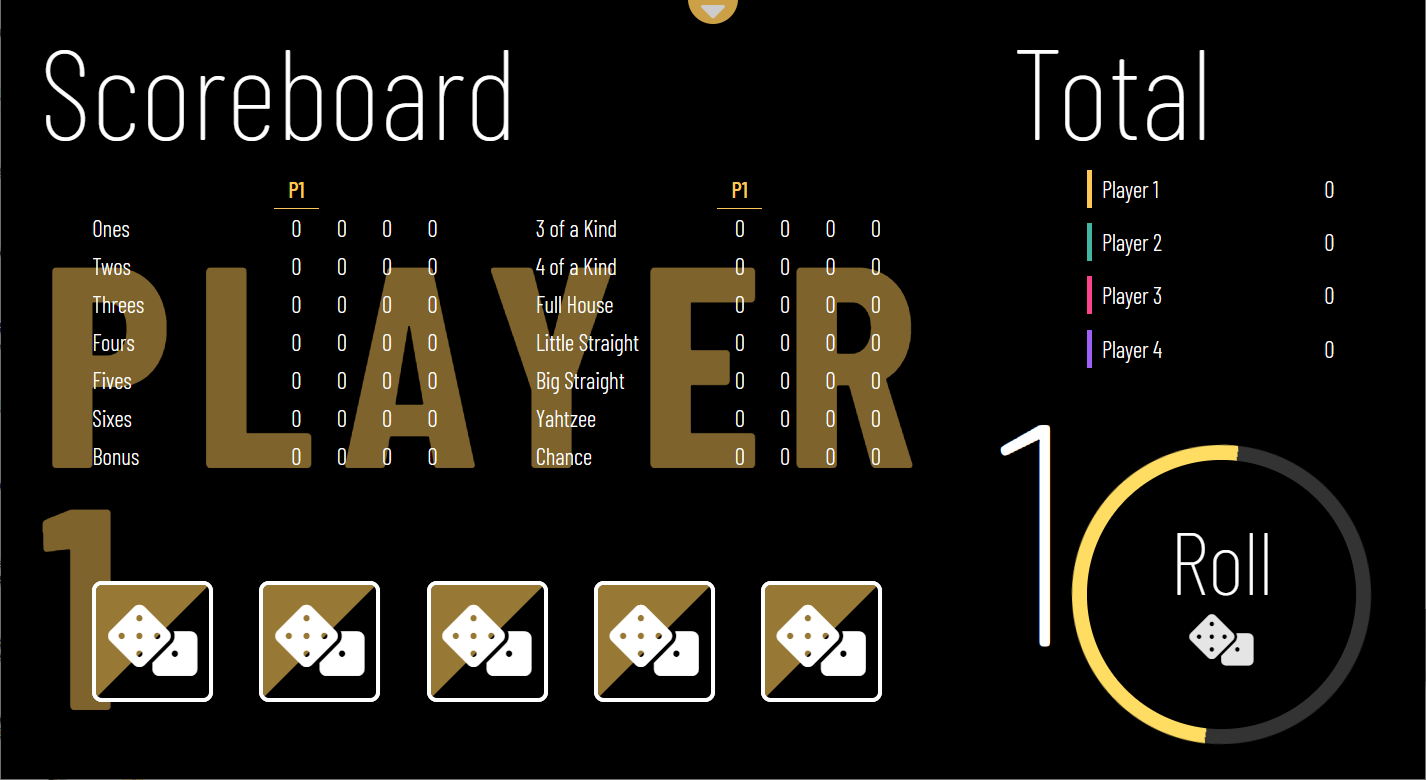 Scoreboard
P1 P1
Ones 0 0 0 0 3 of a Kind 0 0 0 0
Twos 0 0 0 0 4 of a Kind 0 0 0 0
Threes 0 0 0 0 Full House 0 0 0 0
Fours 0 0 0 0 Little Straight 0 0 0 0
Fives 0 0 0 0 Big Straight 0 0 0 0
Sixes 0 0 0 0 Yahtzee 0 0 0 0
Bonus 0 0 0 0 Chance 0 0 0 0
PLAYER
1
Total
Player 1 0
Player 2 0
Player 3 0
Player 4 0
1
Roll